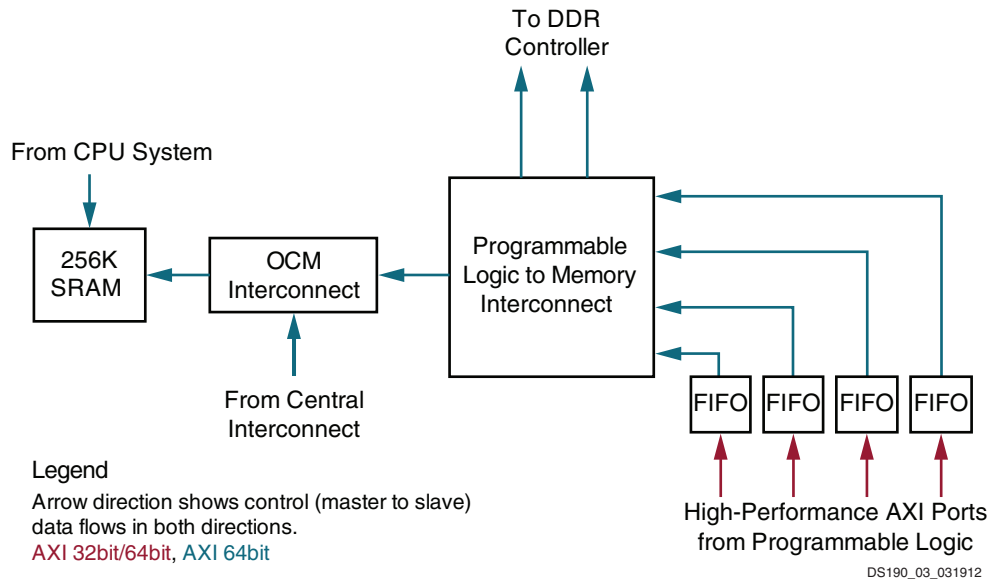 To DDR
Controller
From CPU System
256K
SRAM
OCM
Interconnect
Programmable
Logic to Memory
Interconnect
From Central
Interconnect
FIFO FIFO FIFO FIFO
High-Performance AXI Ports
from Programmable Logic
Legend
Arrow direction shows control (master to slave)
data flows in both directions.
AXI 32bit/64bit, AXI 64bit
DS190_03_031912